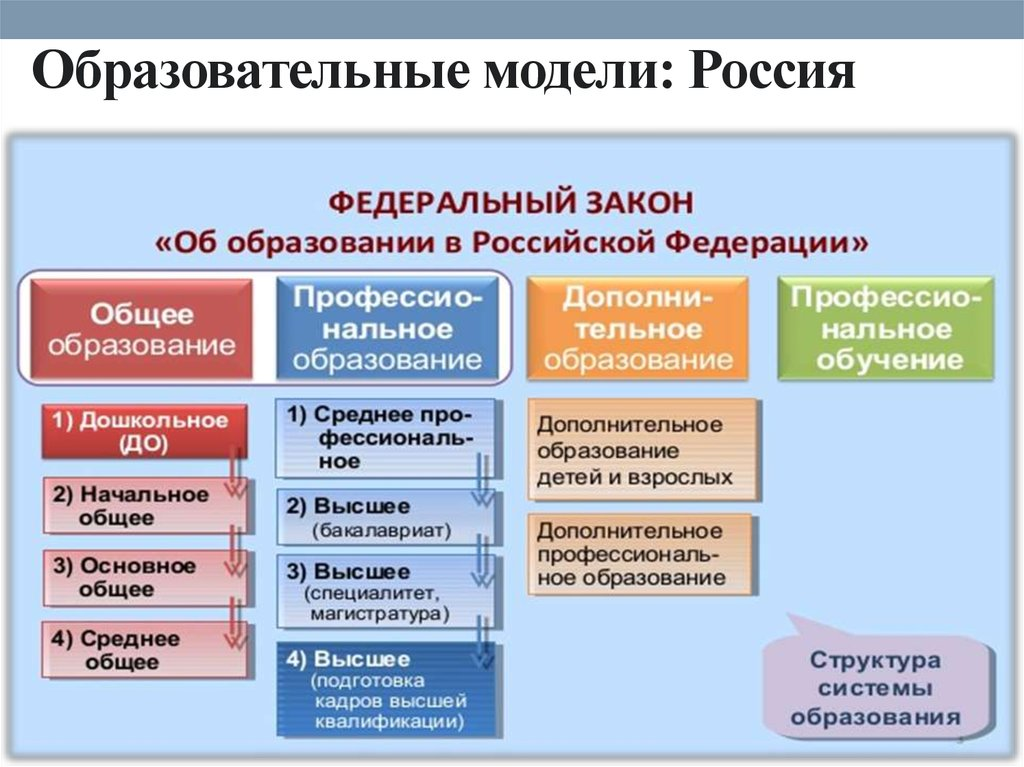 Образовательные модели: Россия
ФЕДЕРАЛЬНЫЙ ЗАКОН
«Об образовании в Российской Федерации»
Общее
образование
Профессио-
нальное
образование
Дополни-
тельное
образование
Профессио-
нальное
обучение
1) Дошкольное
(ДО)
2) Начальное
общее
3) Основное
общее
4) Среднее
общее
1) Среднее про-
фессиональ-
ное
2) Высшее
(бакалавриат)
3) Высшее
(специалитет,
магистратура)
4) Высшее
(подготовка
кадров высшей
квалификации)
Дополнительное
образование
детей и взрослых
Дополнительное
профессиональ-
ное образование
Структура
системы
образования